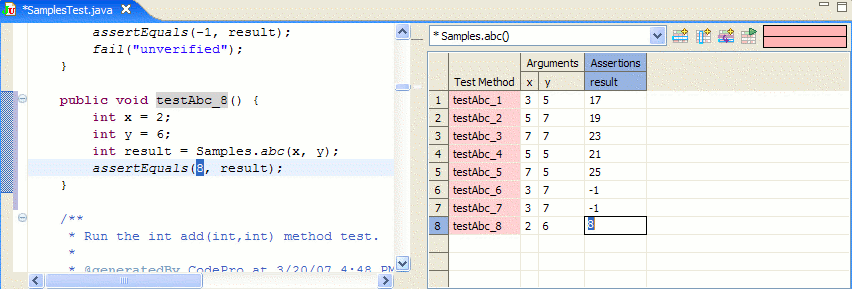 *SamplesTest.java
assertEquals(-1, result);
fail("unverified");
}
public void testAbc_8() {
int x = 2;
int y = 6;
int result = Samples.abc(x, y);
assertEquals(8, result);
}
/**
* Run the int add(int,int) method test.
*
* @generatedBy CodePro at 3/20/07 4:48 PM
* Samples.abc()
Arguments Assertions
Test Method x y result
1 testAbc_1 3 5 17
2 testAbc_2 5 7 19
3 testAbc_3 7 7 23
4 testAbc_4 5 5 21
5 testAbc_5 7 5 25
6 testAbc_6 3 7 -1
7 testAbc_7 3 7 -1
8 testAbc_8 2 6 8